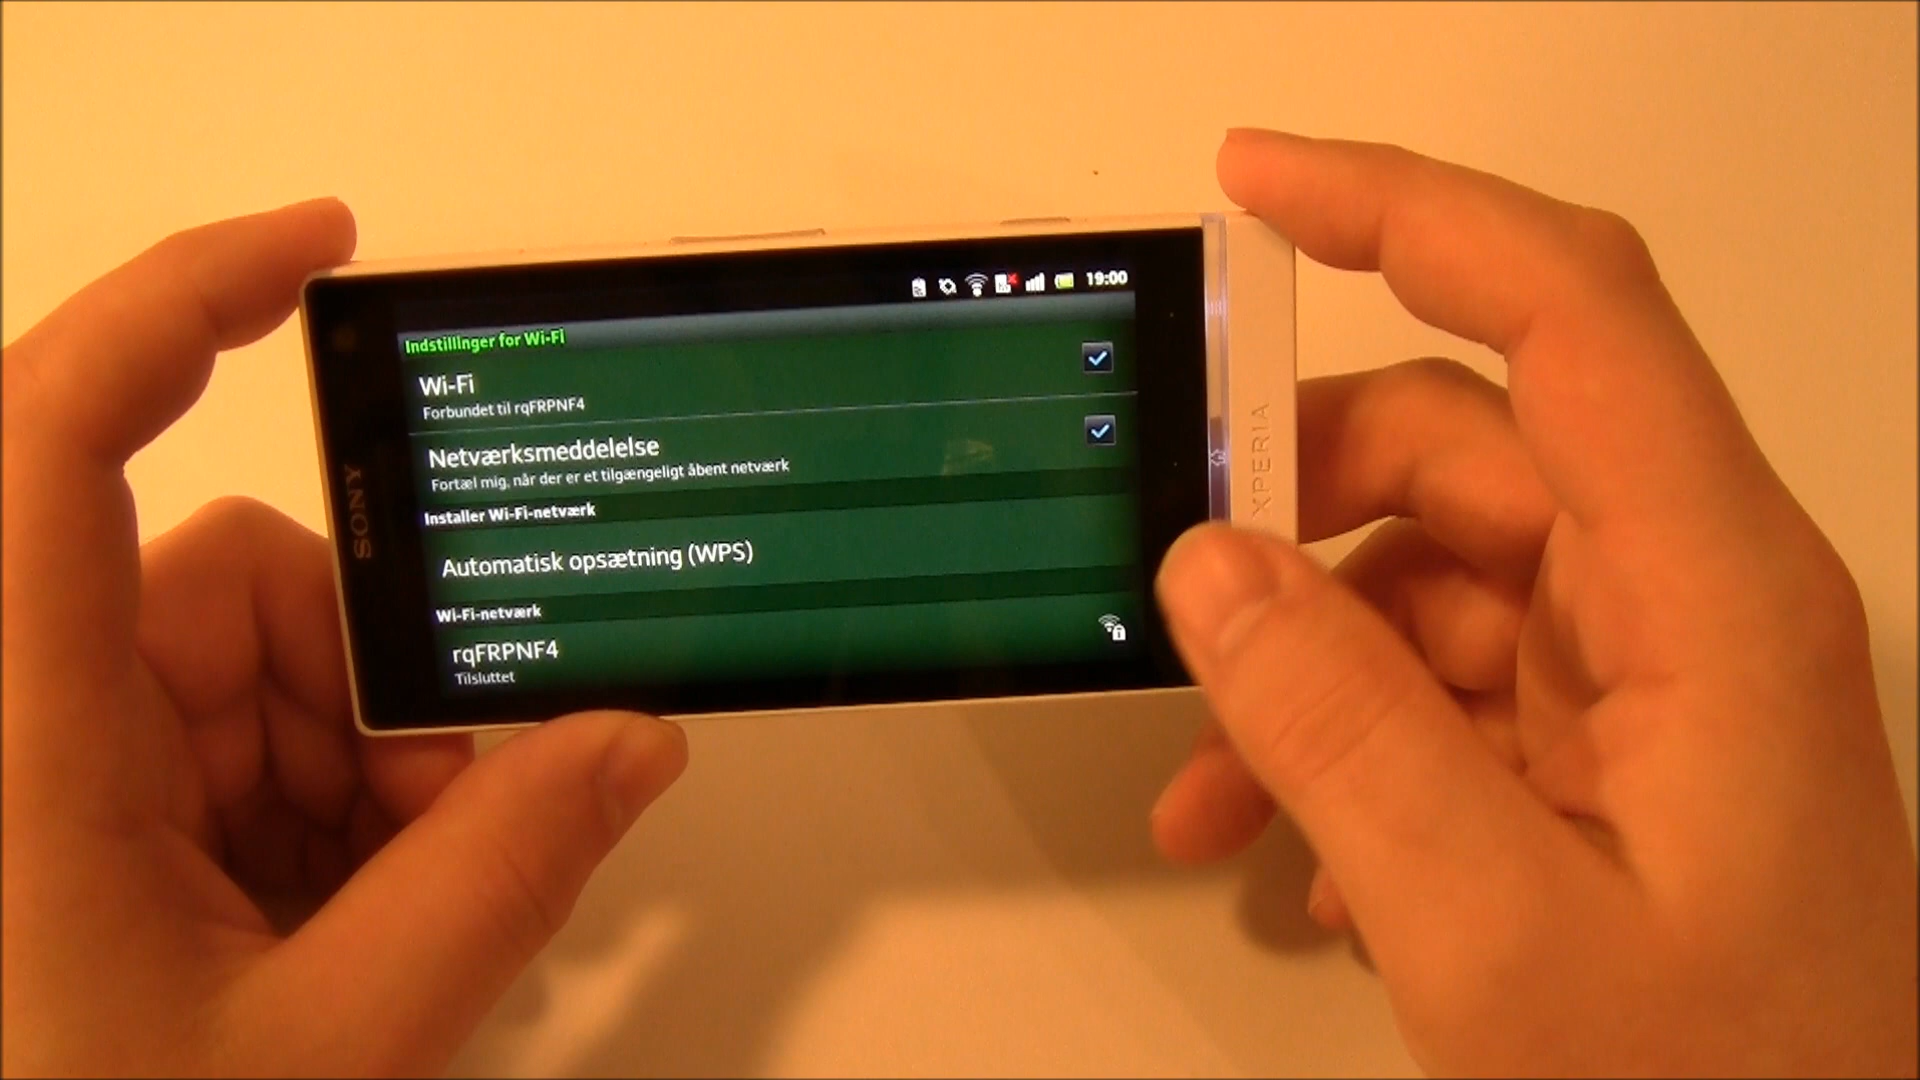 19:00
Indstillinger for Wi-Fi
Wi-Fi
Forbundet til rqFRPNF4
Netværksmeddelelse
Fortæl mig, når der er et tilgængeligt åbent netværk
Installer Wi-Fi-netværk
Automatisk opsætning (WPS)
Wi-Fi-netværk
rqFRPNF4
Tilsluttet
SONY
XPERIA